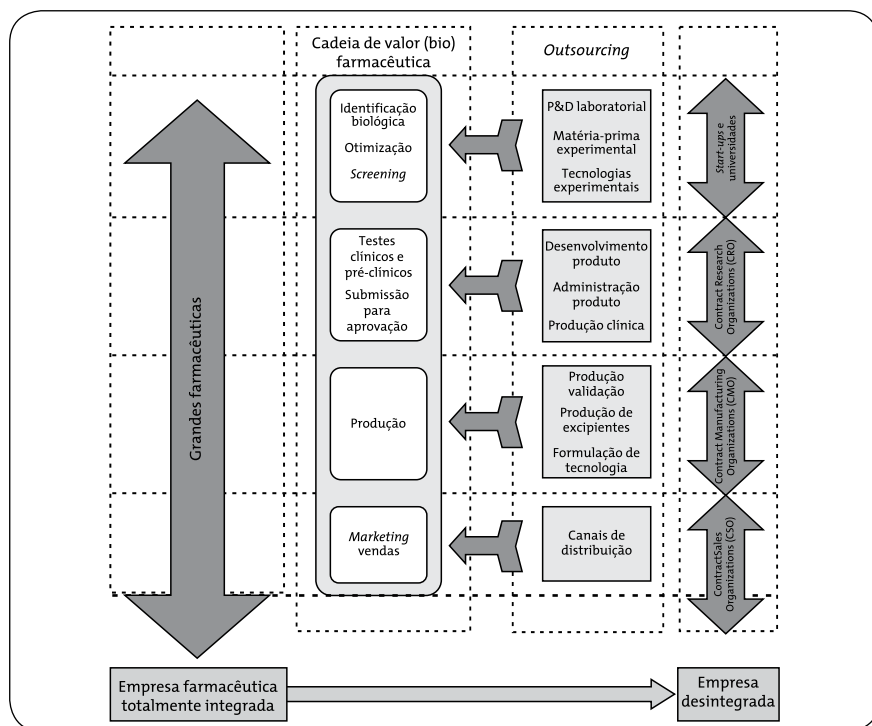 Cadeia de valor (bio)
farmacêutica
Outsourcing
Grandes farmacêuticas
Identificação
biológica
Otimização
Screening
P&D laboratorial
Matéria-prima
experimental
Tecnologias
experimentais
Start-ups e
universidades
Testes
clínicos e
pré-clínicos
Submissão
para
aprovação
Desenvolvimento
produto
Administração
produto
Produção clínica
Contract Research
Organizations (CRO)
Produção
Produção
validação
Produção de
excipientes
Formulação de
tecnologia
Contract Manufacturing
Organizations (CMO)
Marketing
vendas
Canais de
distribuição
ContractSales
Organizations (CSO)
Empresa farmacêutica
totalmente integrada
Empresa
desintegrada